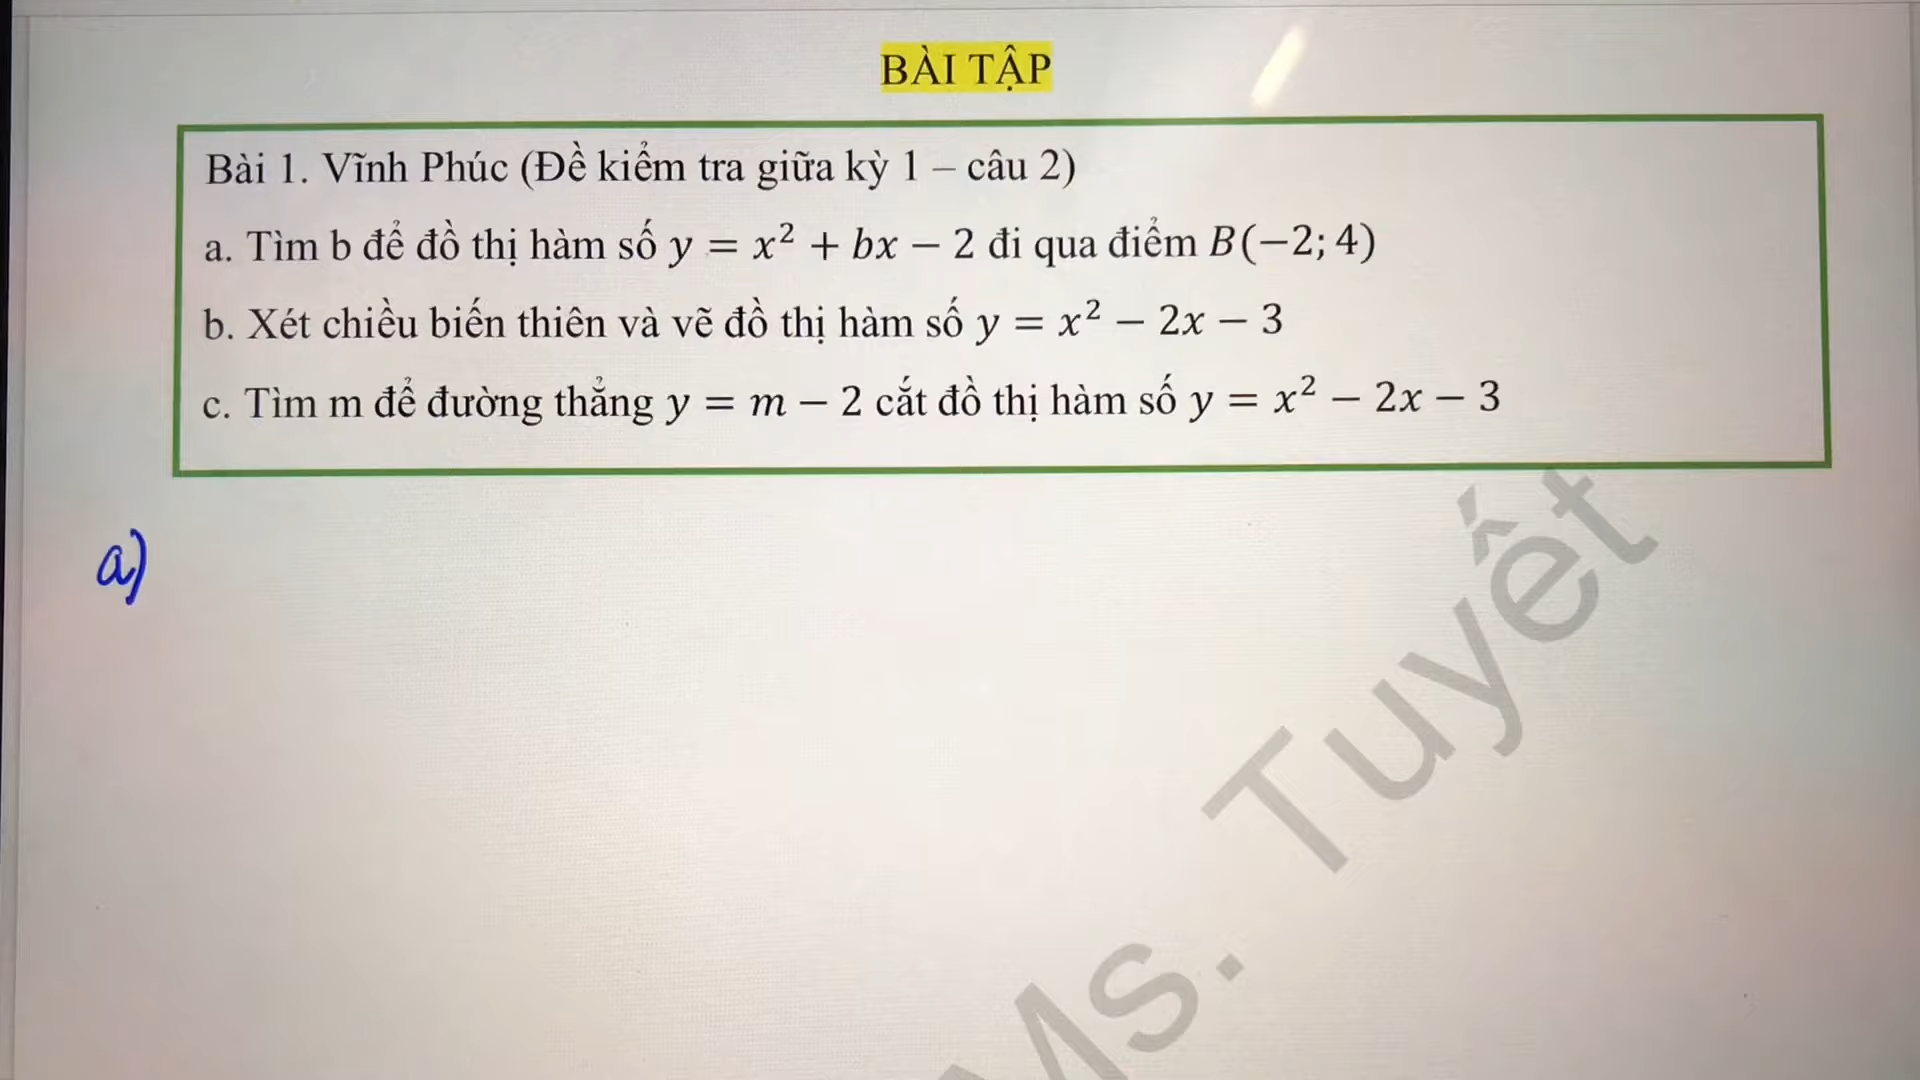 BÀI TẬP
Bài 1. Vĩnh Phúc (Đề kiểm tra giữa kỳ 1 – câu 2)
a. Tìm b để đồ thị hàm số y = x² + bx − 2 đi qua điểm B(−2; 4)
b. Xét chiều biến thiên và vẽ đồ thị hàm số y = x² − 2x − 3
c. Tìm m để đường thẳng y = m − 2 cắt đồ thị hàm số y = x² − 2x − 3
a)
Ms. Tuyết